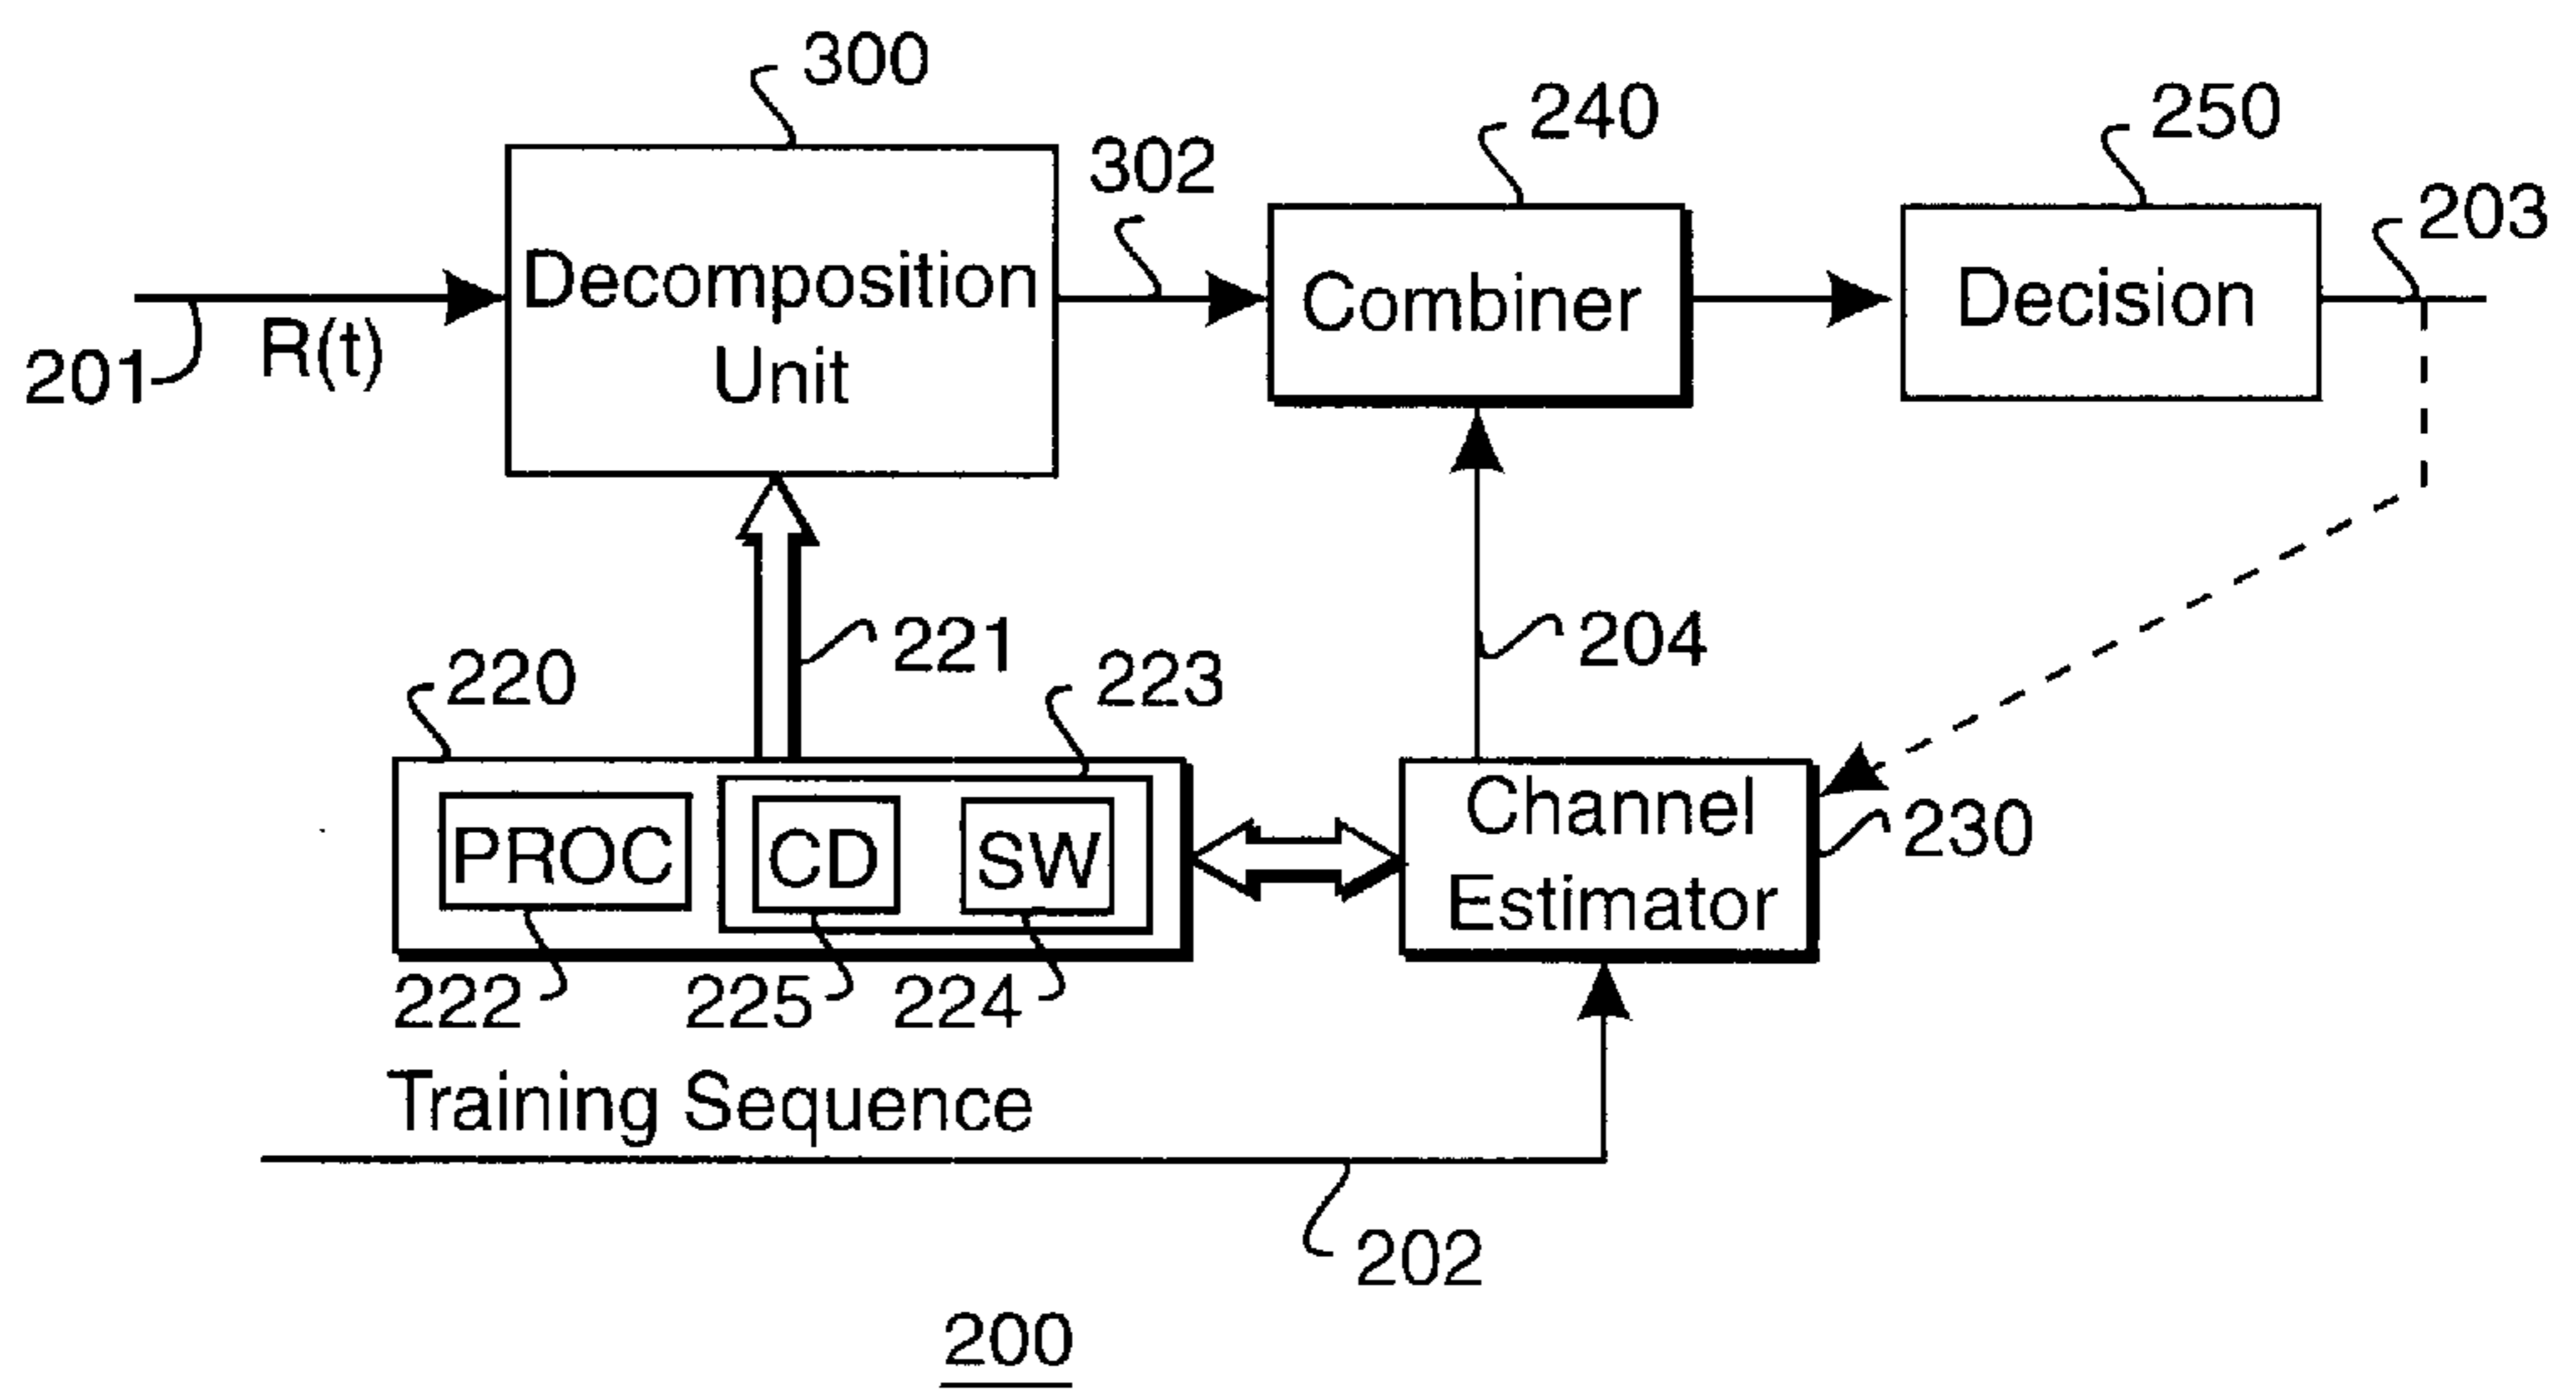 300
240
250
302
203
Decomposition
Unit
Combiner
Decision
201
R(t)
221
204
220
223
PROC
CD
SW
Channel
Estimator
230
222
225
224
Training Sequence
202
200